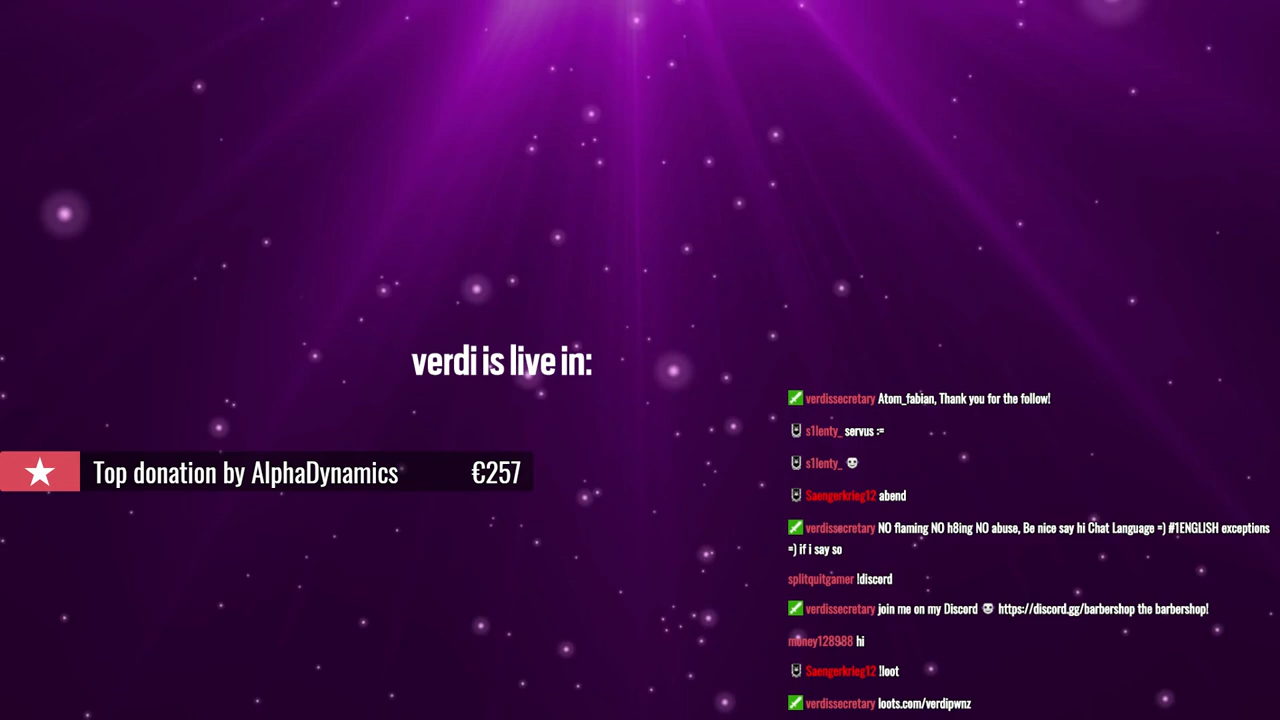 verdi is live in:
Top donation by AlphaDynamics €257
verdissecretary Atom_fabian, Thank you for the follow!
s1lenty_ servus :=
s1lenty_
Saengerkrieg12 abend
verdissecretary NO flaming NO h8ing NO abuse, Be nice say hi Chat Language =) #1ENGLISH exceptions
=) if i say so
splitquitgamer !discord
verdissecretary join me on my Discord https://discord.gg/barbershop the barbershop!
money128988 hi
Saengerkrieg12 !loot
verdissecretary loots.com/verdipwnz